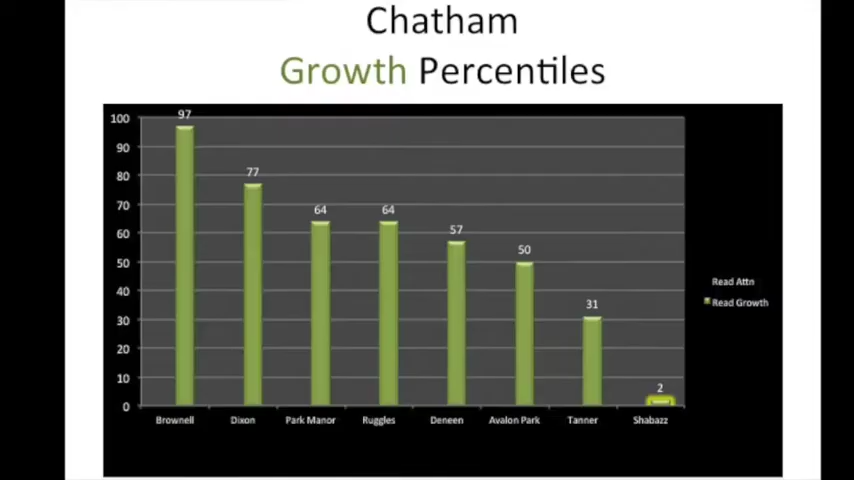 Chatham
Growth Percentiles
100
90
80
70
60
50
40
30
20
10
0
97
77
64
64
57
50
31
2
Brownell
Dixon
Park Manor
Ruggles
Deneen
Avalon Park
Tanner
Shabazz
Read Attn
Read Growth